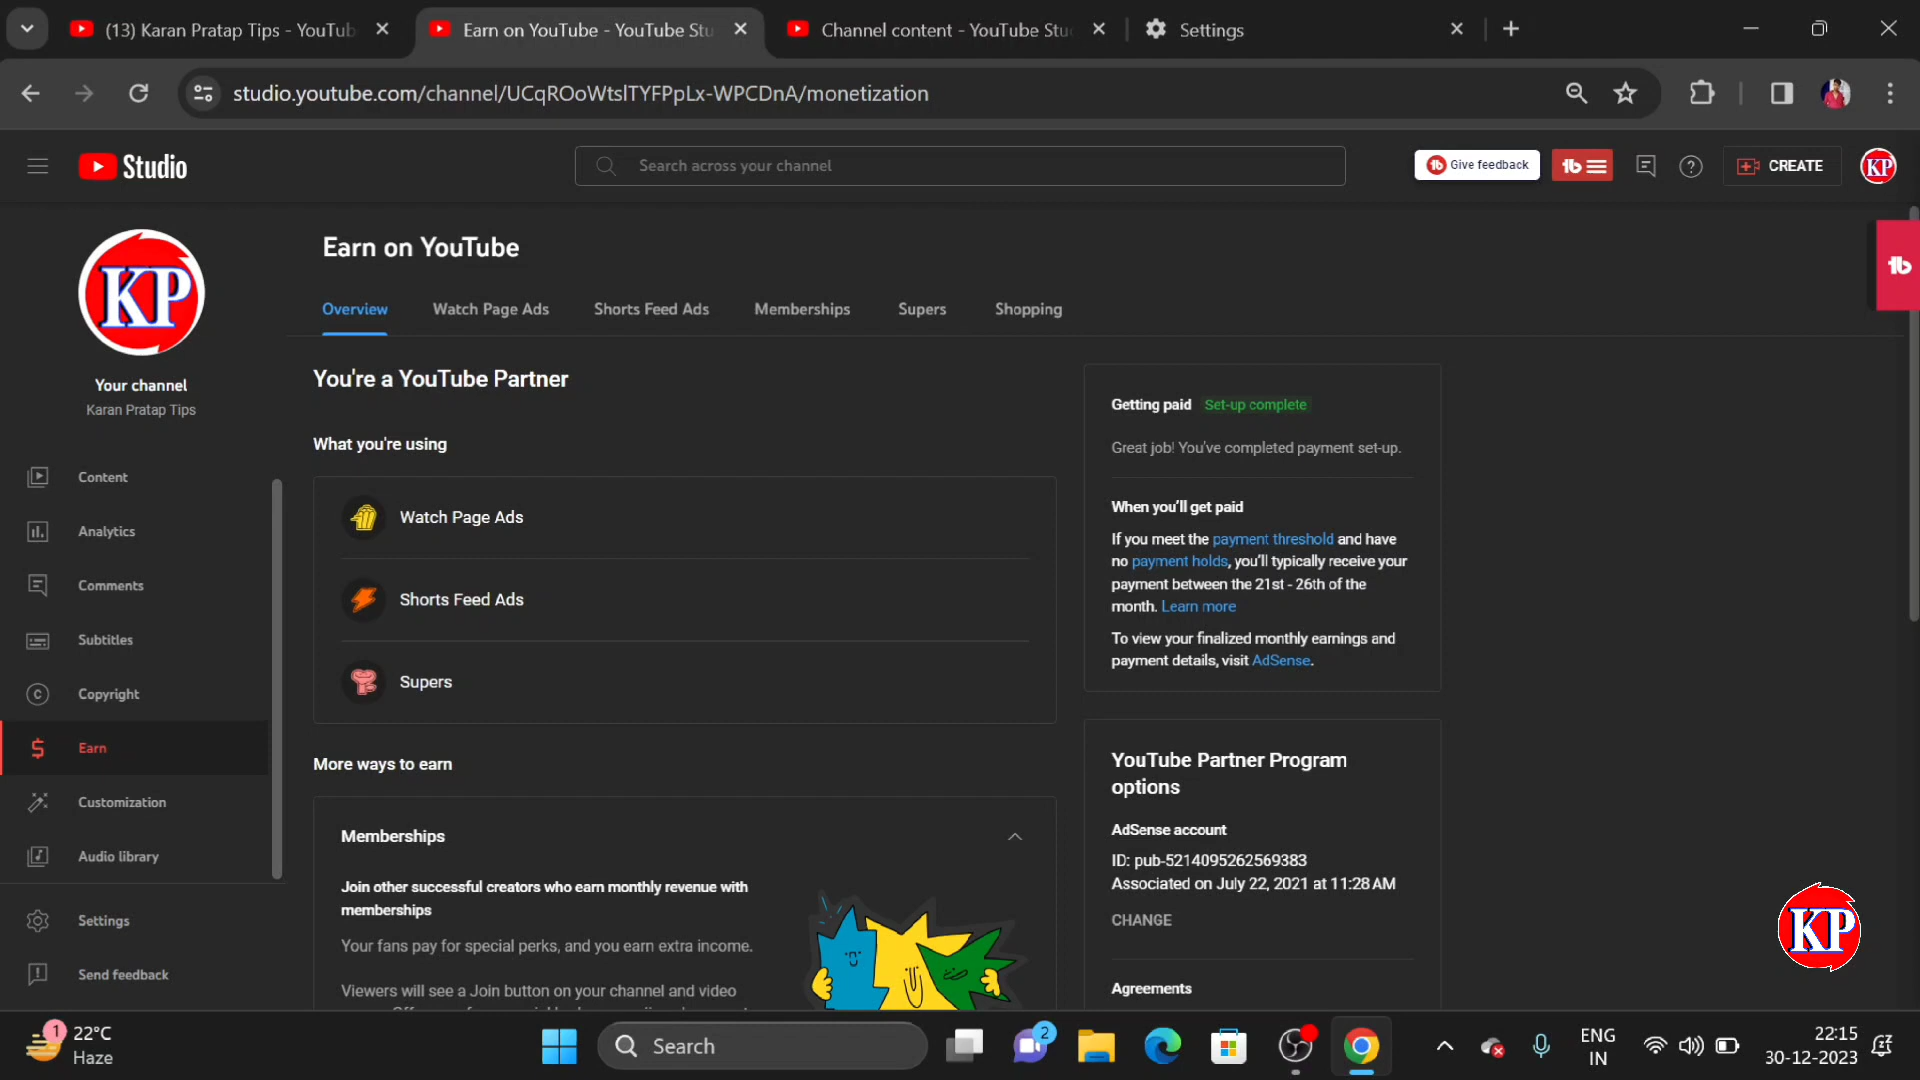 (13) Karan Pratap Tips - YouTub
Earn on YouTube - YouTube Stu
Channel content - YouTube Stu
Settings
studio.youtube.com/channel/UCqROoWtslTYFPpLx-WPCDnA/monetization
Studio
Search across your channel
Give feedback
CREATE
KP
KP
Your channel
Karan Pratap Tips
Content
Analytics
Comments
Subtitles
Copyright
Earn
Customization
Audio library
Settings
Send feedback
Earn on YouTube
Overview
Watch Page Ads
Shorts Feed Ads
Memberships
Supers
Shopping
You're a YouTube Partner
What you're using
Watch Page Ads
Shorts Feed Ads
Supers
More ways to earn
Memberships
Join other successful creators who earn monthly revenue with
memberships
Your fans pay for special perks, and you earn extra income.
Viewers will see a Join button on your channel and video
Getting paid Set-up complete
Great job! You've completed payment set-up.
When you'll get paid
If you meet the payment threshold and have
no payment holds, you'll typically receive your
payment between the 21st - 26th of the
month. Learn more
To view your finalized monthly earnings and
payment details, visit AdSense.
YouTube Partner Program
options
AdSense account
ID: pub-5214095262569383
Associated on July 22, 2021 at 11:28 AM
CHANGE
Agreements
KP
1
22°C
Haze
Search
2
ENG
IN
22:15
30-12-2023